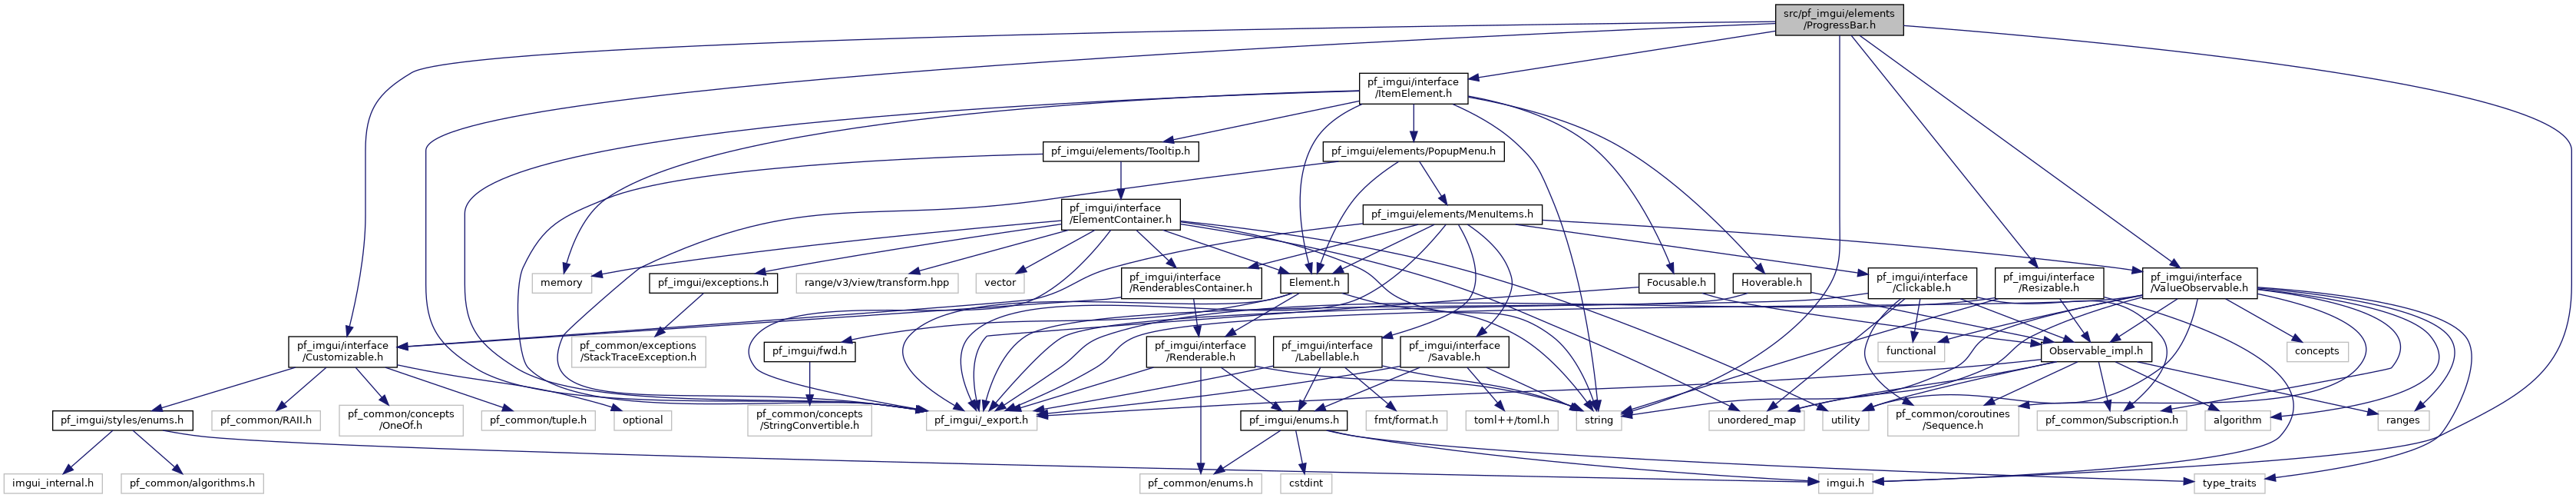 src/pf_imgui/elements
/ProgressBar.h
pf_imgui/interface
/ItemElement.h
pf_imgui/elements/Tooltip.h
pf_imgui/elements/PopupMenu.h
pf_imgui/interface
/ElementContainer.h
pf_imgui/elements/MenuItems.h
memory
pf_imgui/exceptions.h
range/v3/view/transform.hpp
vector
pf_imgui/interface
/RenderablesContainer.h
Element.h
Focusable.h
Hoverable.h
pf_imgui/interface
/Clickable.h
pf_imgui/interface
/Resizable.h
pf_imgui/interface
/ValueObservable.h
pf_imgui/interface
/Customizable.h
pf_common/exceptions
/StackTraceException.h
pf_imgui/fwd.h
pf_imgui/interface
/Renderable.h
pf_imgui/interface
/Labellable.h
pf_imgui/interface
/Savable.h
functional
Observable_impl.h
concepts
pf_imgui/styles/enums.h
pf_common/RAII.h
pf_common/concepts
/OneOf.h
pf_common/tuple.h
optional
pf_common/concepts
/StringConvertible.h
pf_imgui/_export.h
pf_imgui/enums.h
fmt/format.h
toml++/toml.h
string
unordered_map
utility
pf_common/coroutines
/Sequence.h
pf_common/Subscription.h
algorithm
ranges
imgui_internal.h
pf_common/algorithms.h
pf_common/enums.h
cstdint
imgui.h
type_traits